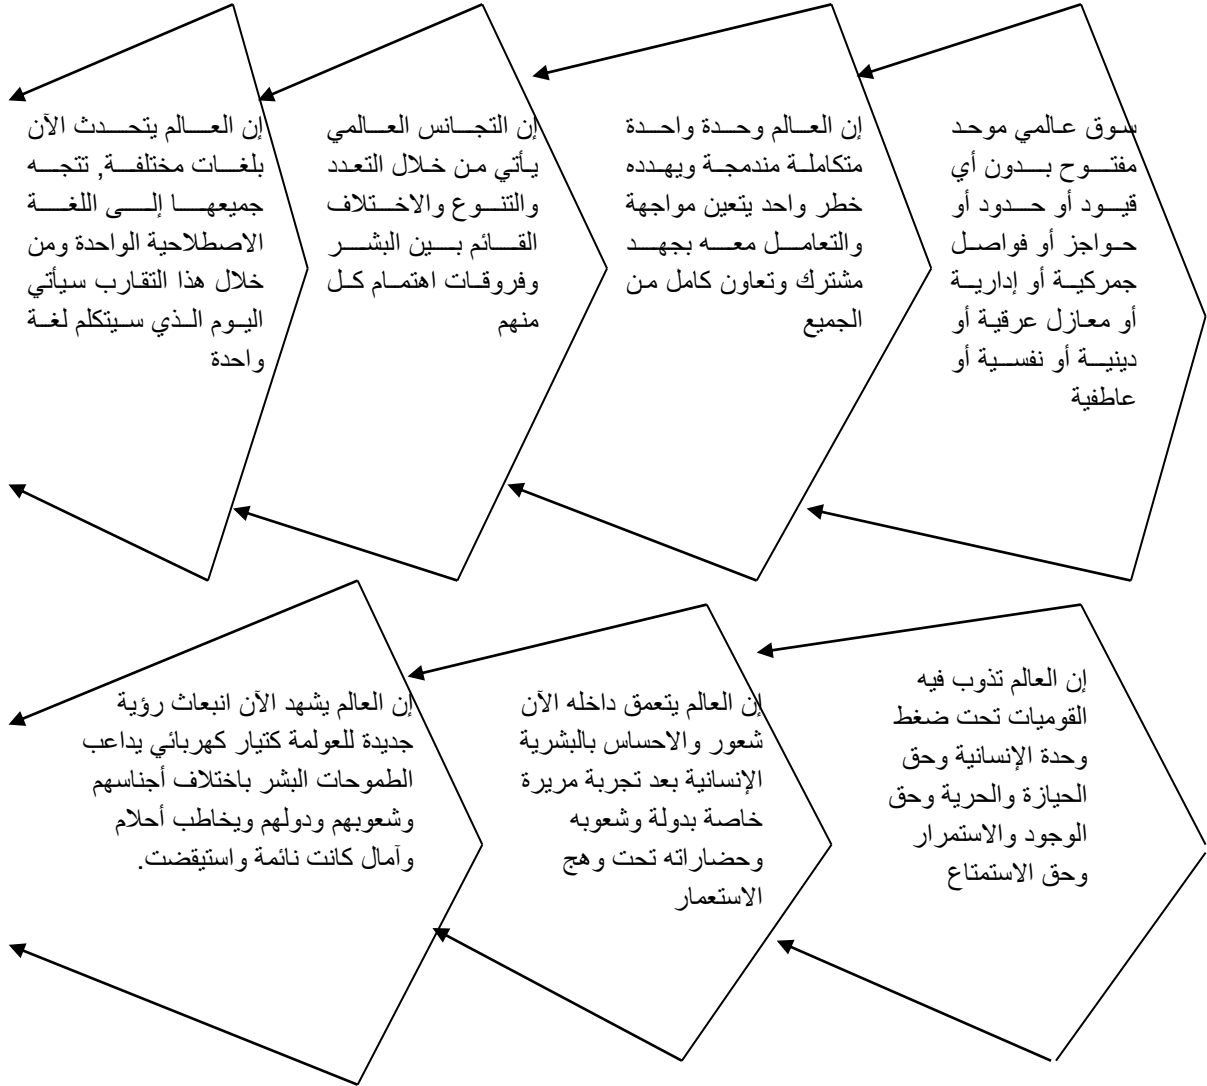 سوق عالمي موحد
مفتوح بدون أي
قيود أو حدود أو
حواجز أو فواصل
جمركية أو إدارية
أو معازل عرقية أو
دينية أو نفسية أو
عاطفية
إن العالم وحدة واحدة
متكاملة مندمجة ويهدده
خطر واحد يتعين مواجهة
والتعامل معه بجهد
مشترك وتعاون كامل من
الجميع
إن التجانس العالمي
يأتي من خلال التعدد
والتنوع والاختلاف
القائم بين البشر
وفروقات اهتمام كل
منهم
إن العالم يتحدث الآن
بلغات مختلفة, تتجه
جميعها إلى اللغة
الاصطلاحية الواحدة ومن
خلال هذا التقارب سيأتي
اليوم الذي سيتكلم لغة
واحدة
إن العالم تذوب فيه
القوميات تحت ضغط
وحدة الإنسانية وحق
الحيازة والحرية وحق
الوجود والاستمرار
وحق الاستمتاع
إن العالم يتعمق داخله الآن
شعور والاحساس بالبشرية
الإنسانية بعد تجربة مريرة
خاصة بدولة وشعوبه
وحضاراته تحت وهج
الاستعمار
إن العالم يشهد الآن انبعاث رؤية
جديدة للعولمة كتيار كهربائي يداعب
الطموحات البشر باختلاف أجناسهم
وشعوبهم ودولهم ويخاطب أحلام
وآمال كانت نائمة واستيقضت.